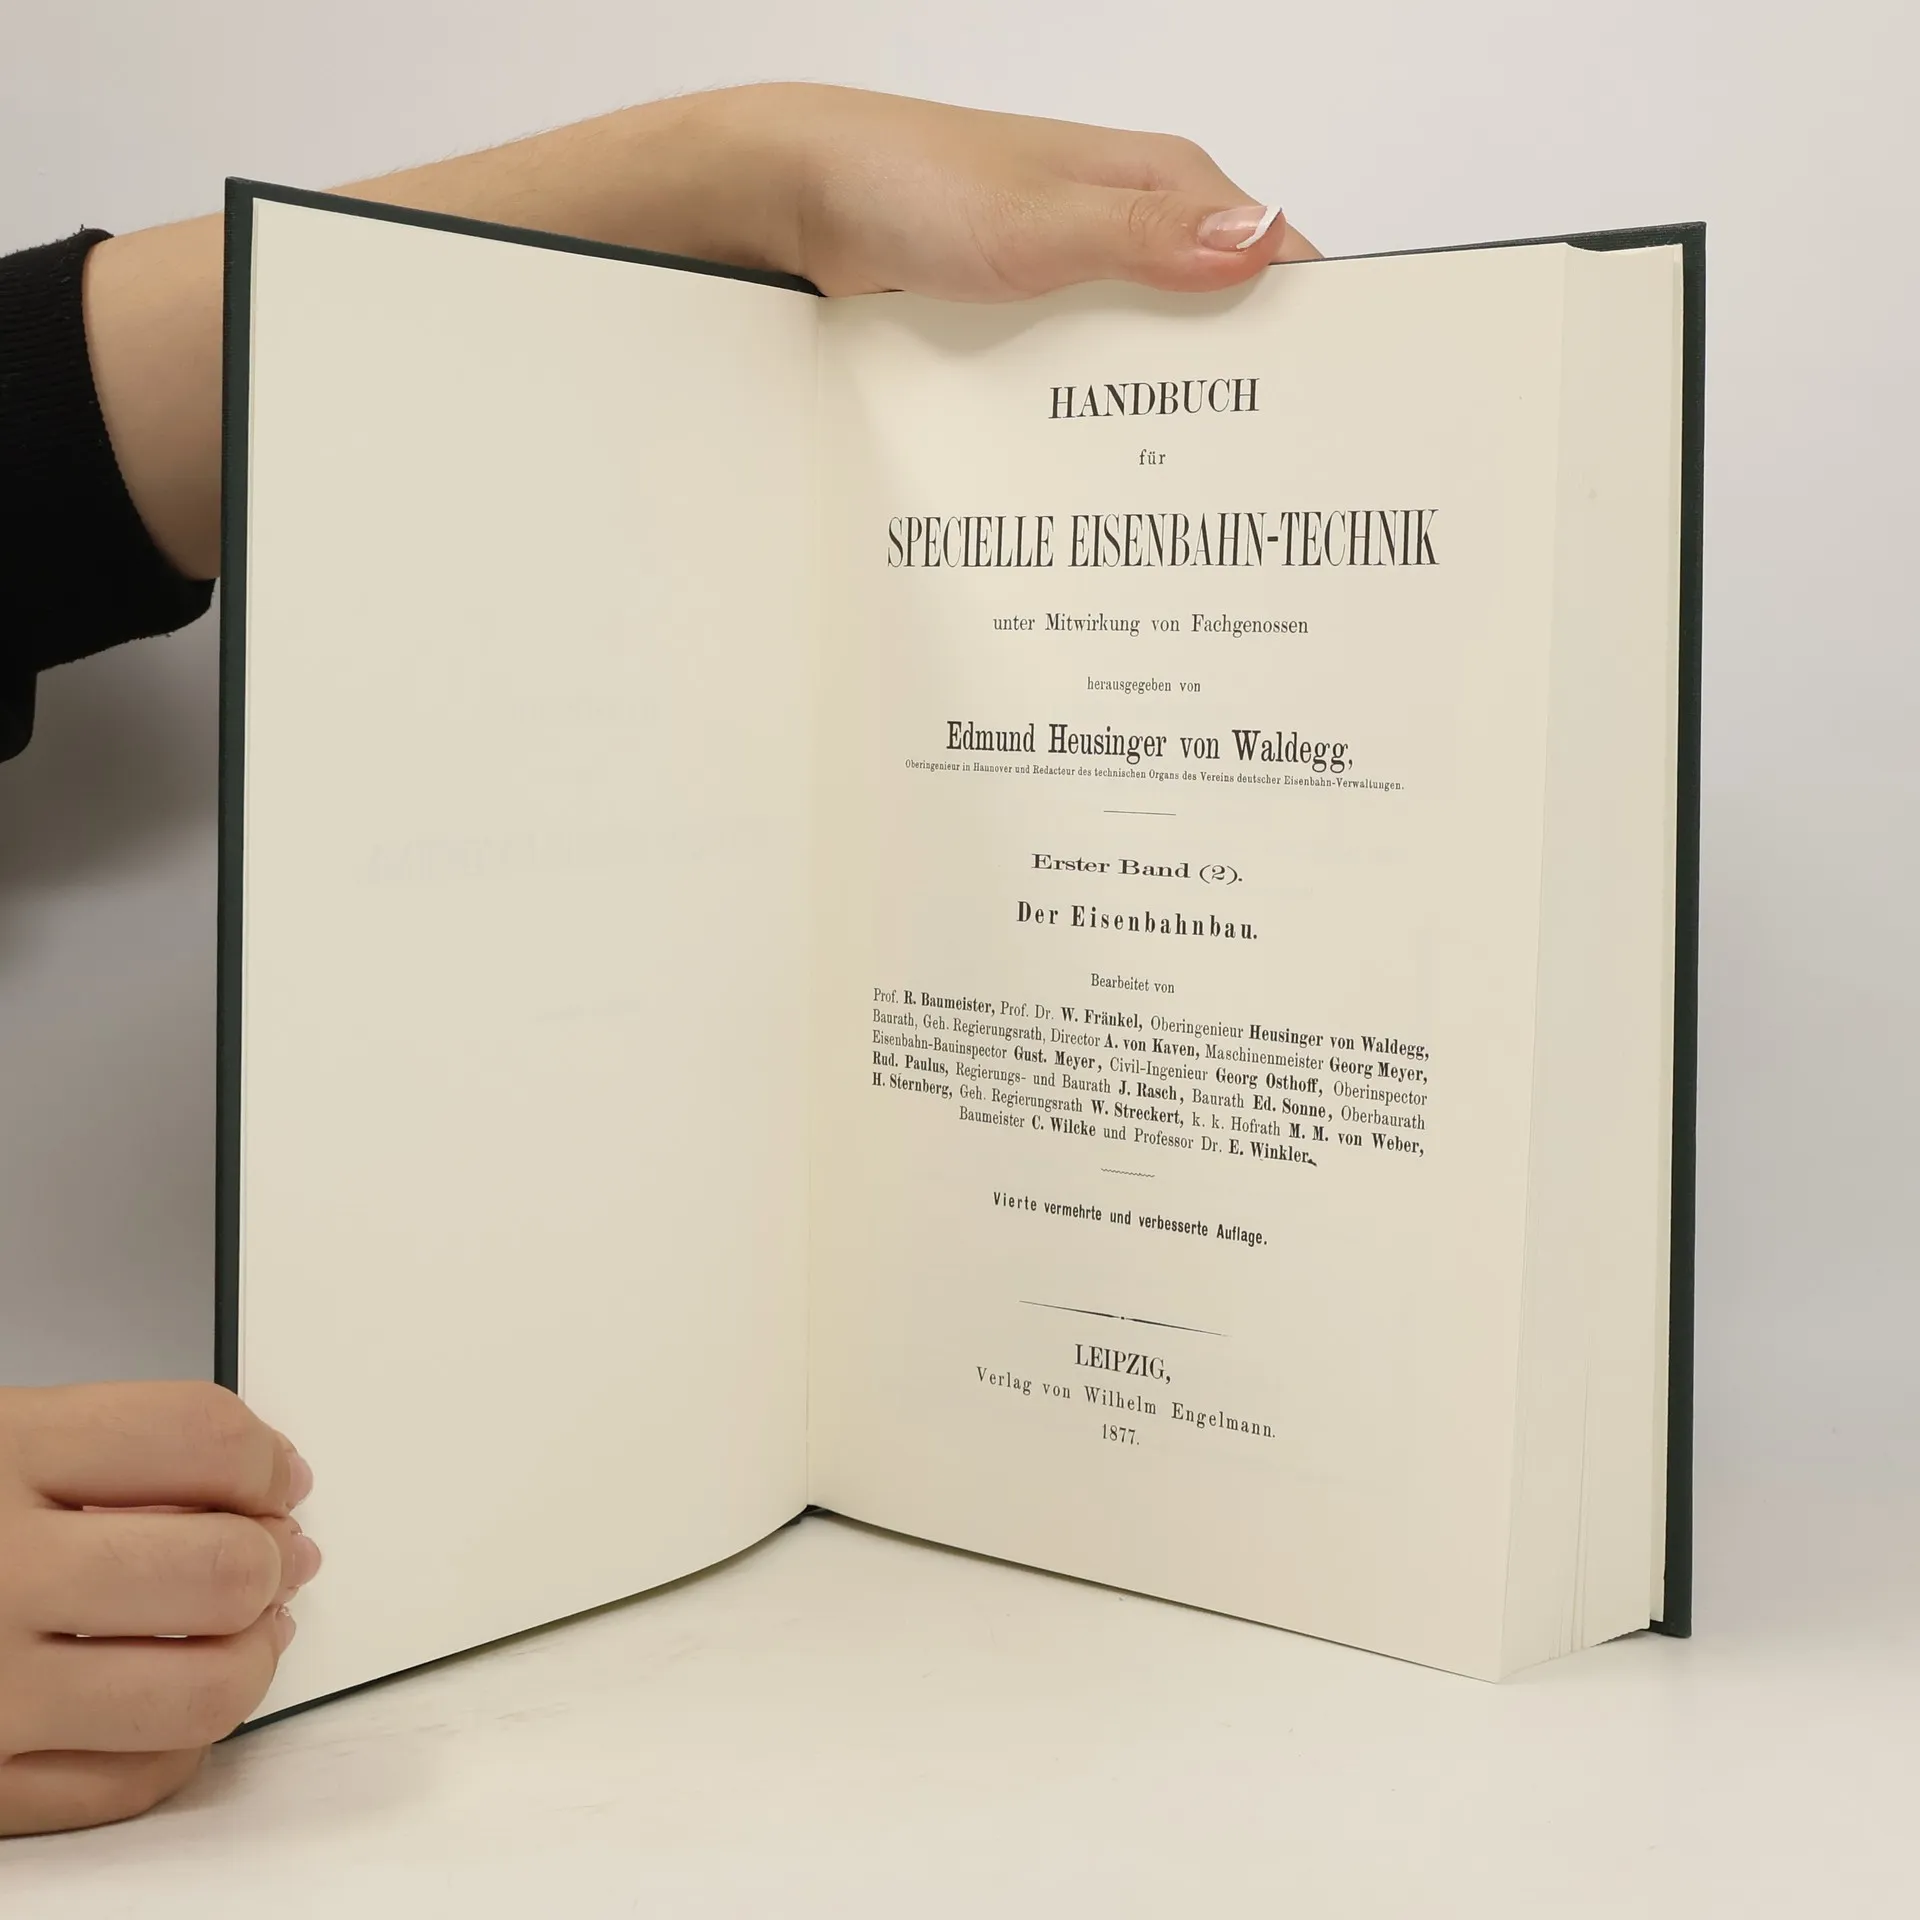 HANDBUCH
für
SPECIELLE EISENBAHN-TECHNIK
unter Mitwirkung von Fachgenossen
herausgegeben von
Edmund Heusinger von Waldegg,
Oberingenieur in Hannover und Redacteur des technischen Organs des Vereins deutscher Eisenbahn-Verwaltungen.
Erster Band (2).
Der Eisenbahnbau.
Bearbeitet von
Prof. R. Baumeister, Prof. Dr. W. Fränkel, Oberingenieur Heusinger von Waldegg,
Baurath, Geh. Regierungsrath, Director A. von Kaven, Maschinenmeister Georg Meyer,
Eisenbahn-Bauinspector Gust. Meyer, Civil-Ingenieur Georg Osthoff, Oberinspector
Rud. Paulus, Regierungs- und Baurath J. Rasch, Baurath Ed. Sonne, Oberbaurath
H. Sternberg, Geh. Regierungsrath W. Streckert, k. k. Hofrath M. M. von Weber,
Baumeister C. Wilcke und Professor Dr. E. Winkler.
Vierte vermehrte und verbesserte Auflage.
LEIPZIG,
Verlag von Wilhelm Engelmann.
1877.